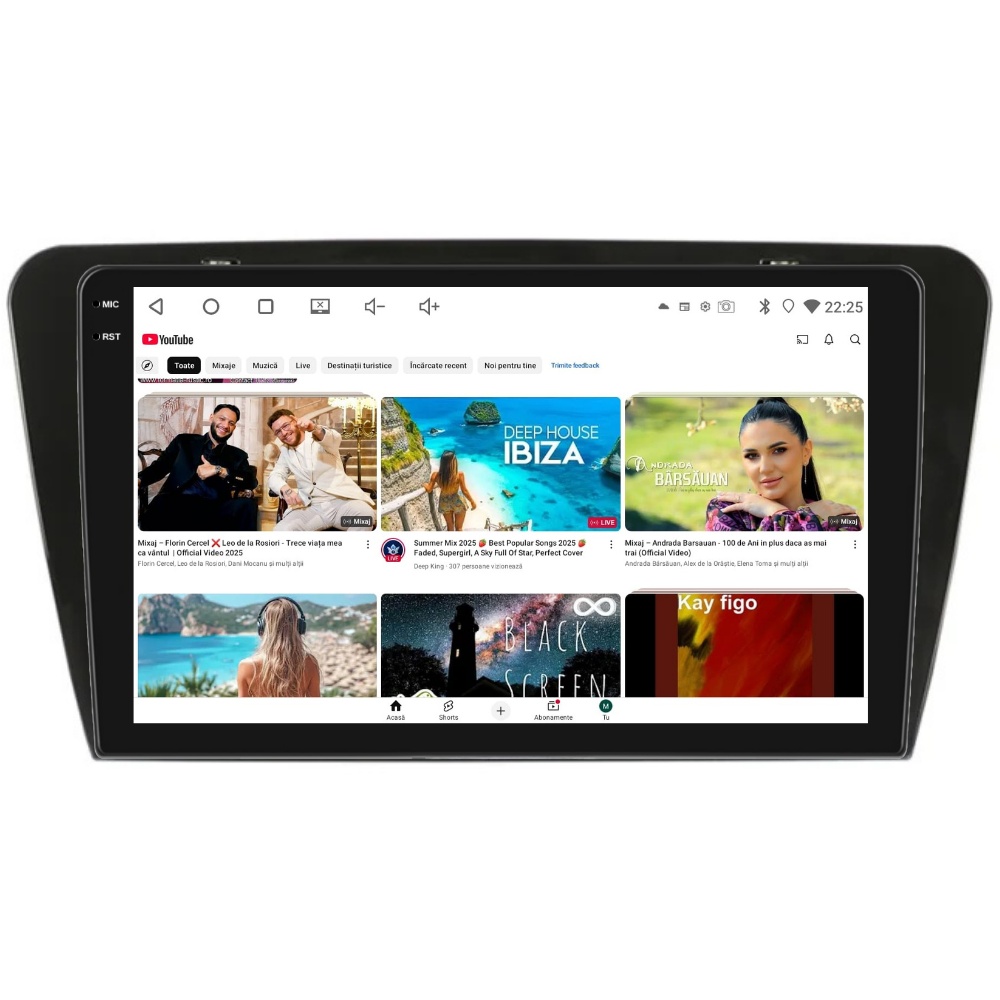 MIC
RST
22:25
YouTube
Toate Mixaje Muzică Live Destinații turistice Încărcate recent Noi pentru tine Trimite feedback
DEEP HOUSE
IBIZA
ANDRADA
BÂRSĂUAN
Mixaj
LIVE
Mixaj
Mixaj – Florin Cercel ❌ Leo de la Rosiori - Trece viața mea
ca vântul | Official Video 2025
Florin Cercel, Leo de la Rosiori, Dani Mocanu și mulți alții
LIVE
Summer Mix 2025 🍓 Best Popular Songs 2025 🍓
Faded, Supergirl, A Sky Full Of Star, Perfect Cover
Deep King · 307 persoane vizionează
Mixaj – Andrada Barsauan - 100 de Ani in plus daca as mai
trai (Official Video)
Andrada Bârsăuan, Alex de la Orăștie, Elena Toma și mulți alții
BLACK
SCREEN
Kay figo
Acasă Shorts Abonamente Tu
M